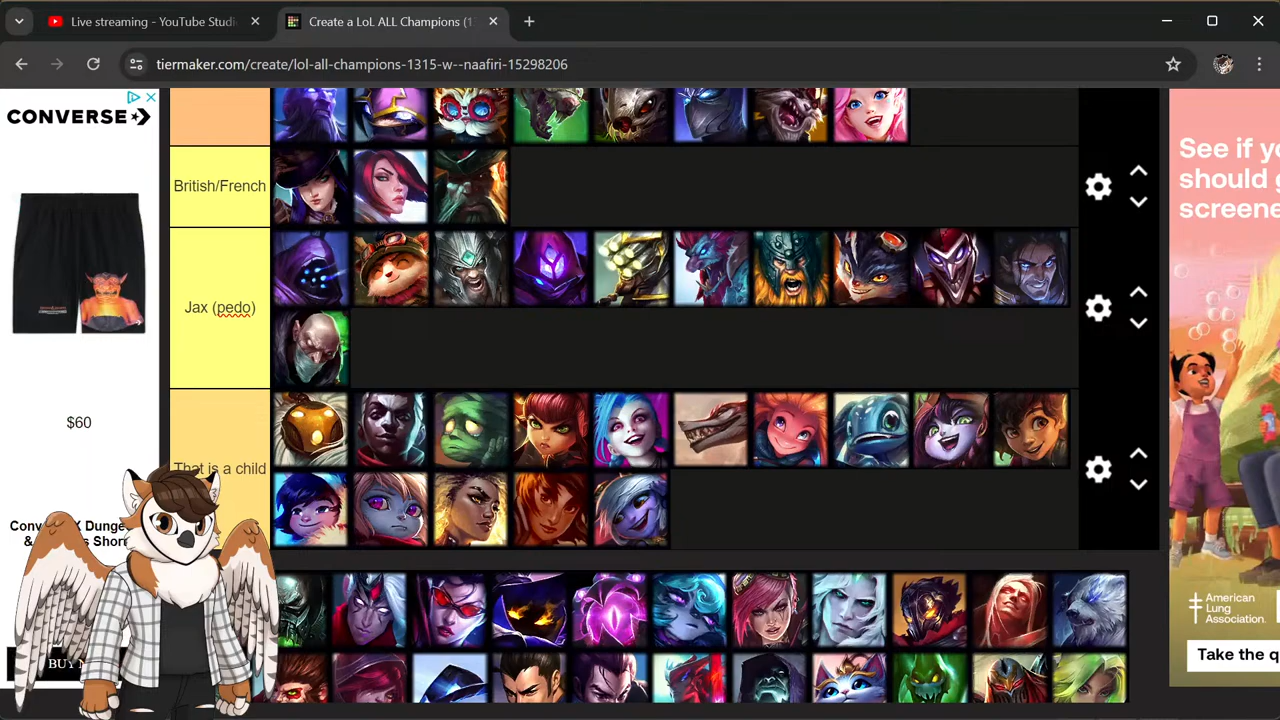 Live streaming - YouTube Studi
Create a LoL ALL Champions (1
tiermaker.com/create/lol-all-champions-1315-w--naafiri-15298206
CONVERSE
$60
BUY
British/French
Jax (pedo)
That is a child
See if yo
should g
screene
American
Lung
Association.
Take the q